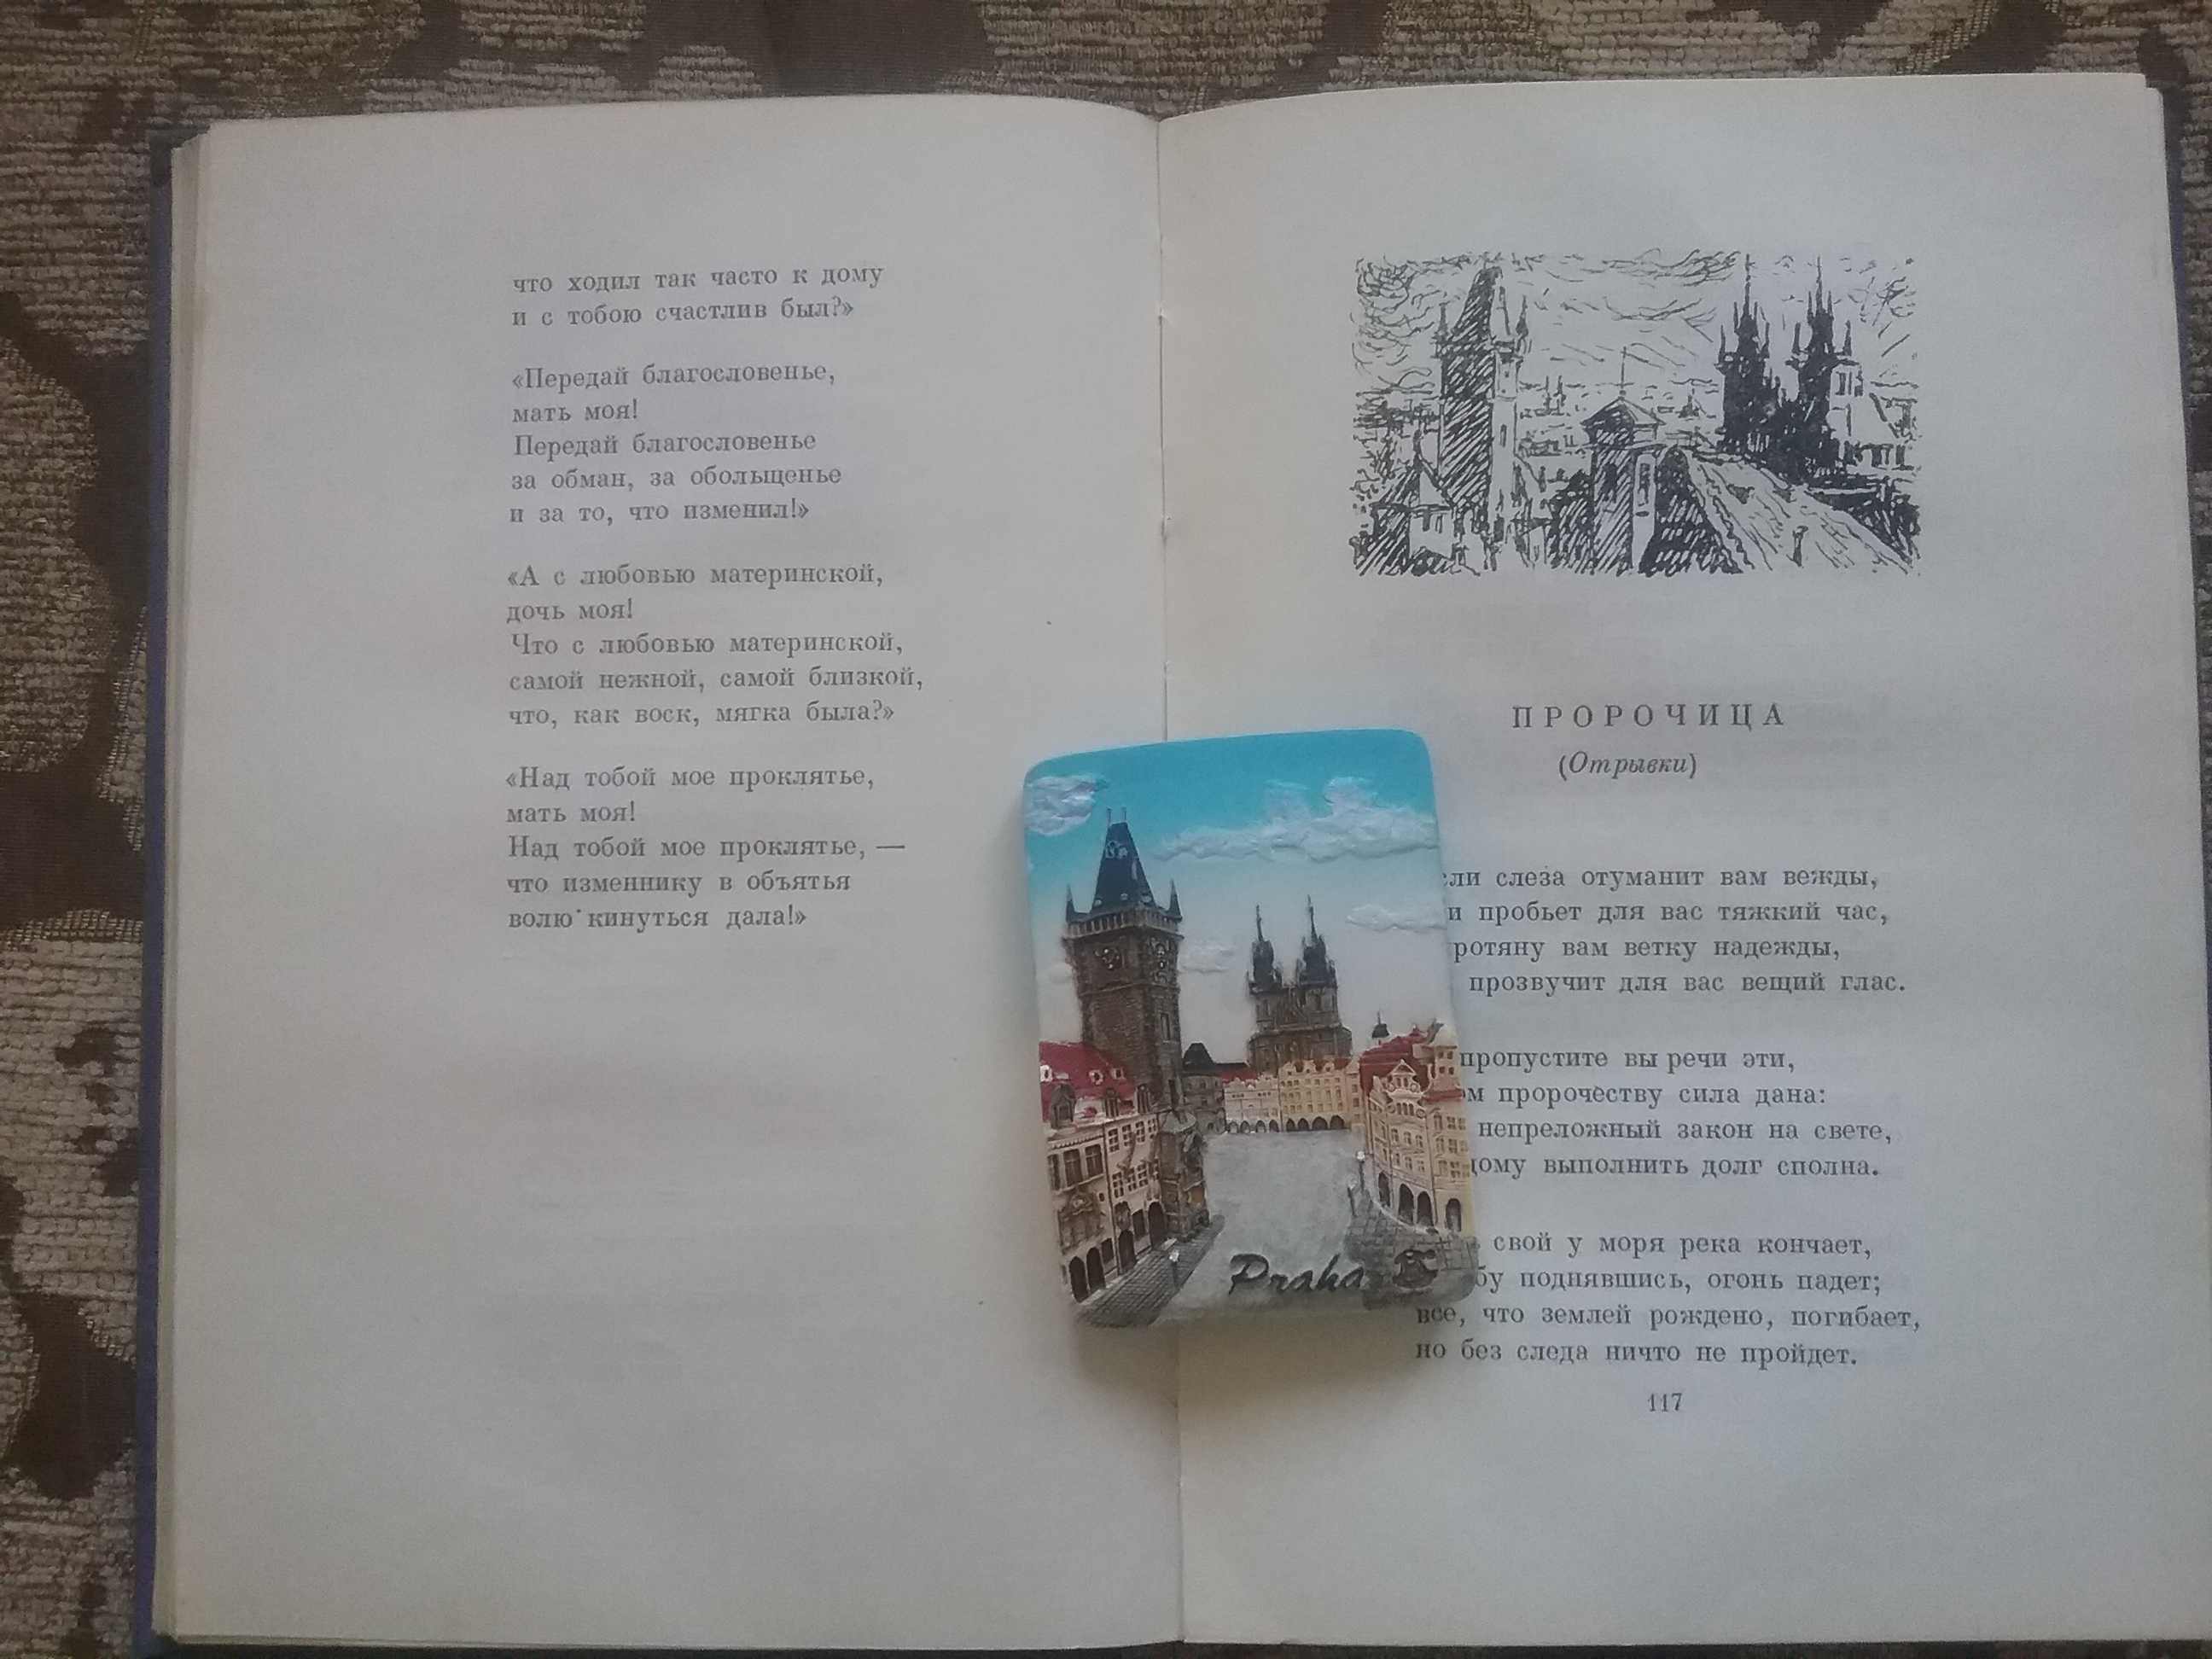 что ходил так часто к дому
и с тобою счастлив был?»
«Передай благословенье,
мать моя!
Передай благословенье
за обман, за обольщенье
и за то, что изменил!»
«А с любовью материнской,
дочь моя!
Что с любовью материнской,
самой нежной, самой близкой,
что, как воск, мягка была?»
«Над тобой мое проклятье,
мать моя!
Над тобой мое проклятье, —
что изменнику в объятья
волю кинуться дала!»
ПРОРОЧИЦА
(Отрывки)
слеза отуманит вам вежды,
пробьет для вас тяжкий час,
вам ветку надежды,
прозвучит для вас вещий глас.
пропустите вы речи эти,
пророчеству сила дана:
непреложный закон на свете,
выполнить долг сполна.
свой у моря река кончает,
поднявшись, огонь падет;
все, что землей рождено, погибает,
но без следа ничто не пройдет.
117
Praha